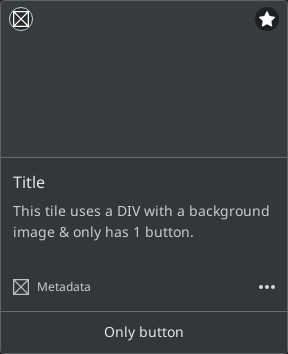 Title
This tile uses a DIV with a background
image & only has 1 button.
Metadata
Only button